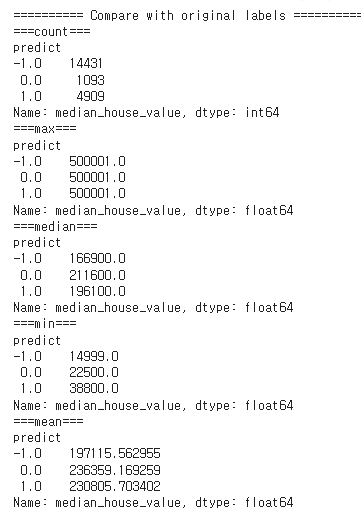 ========== Compare with original labels ==========
===count===
predict
-1.0    14431
 0.0     1093
 1.0     4909
Name: median_house_value, dtype: int64
===max===
predict
-1.0    500001.0
 0.0    500001.0
 1.0    500001.0
Name: median_house_value, dtype: float64
===median===
predict
-1.0    166900.0
 0.0    211600.0
 1.0    196100.0
Name: median_house_value, dtype: float64
===min===
predict
-1.0    14999.0
 0.0    22500.0
 1.0    38800.0
Name: median_house_value, dtype: float64
===mean===
predict
-1.0    197115.562955
 0.0    236359.169259
 1.0    230805.703402
Name: median_house_value, dtype: float64